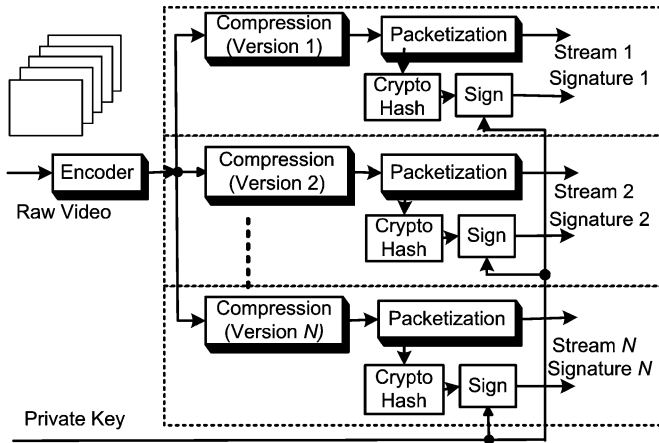 Compression
(Version 1)
Packetization
Stream 1
Crypto
Hash
Sign
Signature 1
Encoder
Raw Video
Compression
(Version 2)
Packetization
Stream 2
Crypto
Hash
Sign
Signature 2
Compression
(Version N)
Packetization
Stream N
Crypto
Hash
Sign
Signature N
Private Key